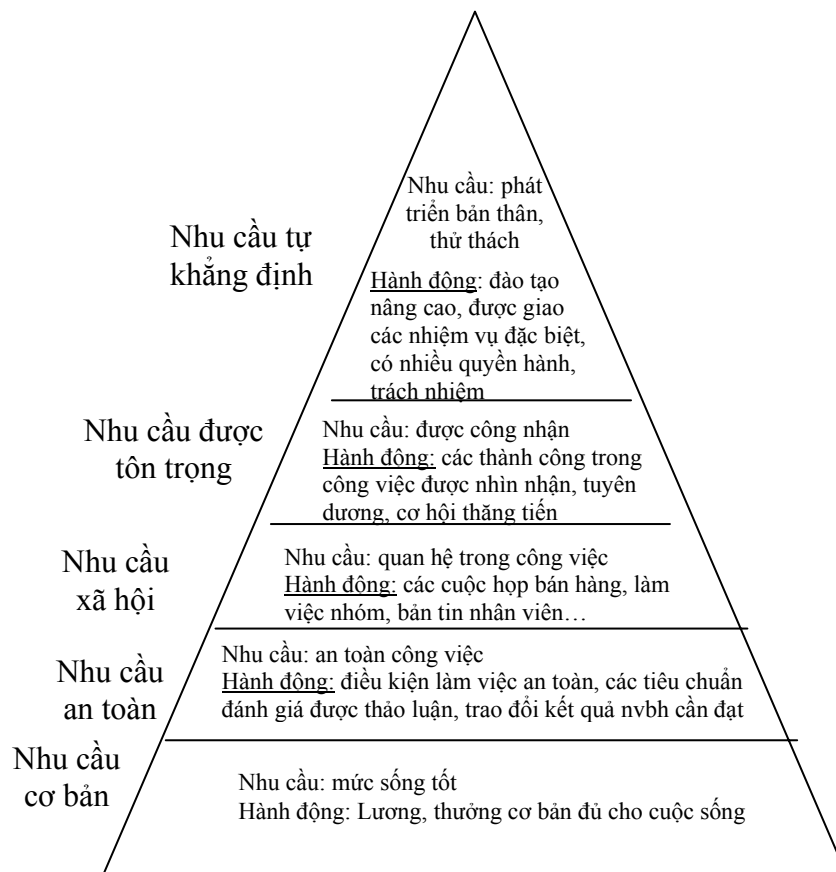 Nhu cầu: phát
triển bản thân,
thử thách
Nhu cầu tự
khẳng định
Hành động: đào tạo
nâng cao, được giao
các nhiệm vụ đặc biệt,
có nhiều quyền hành,
trách nhiệm
Nhu cầu được
tôn trọng
Nhu cầu: được công nhận
Hành động: các thành công trong
công việc được nhìn nhận, tuyên
dương, cơ hội thăng tiến
Nhu cầu
xã hội
Nhu cầu: quan hệ trong công việc
Hành động: các cuộc họp bán hàng, làm
việc nhóm, bản tin nhân viên…
Nhu cầu
an toàn
Nhu cầu: an toàn công việc
Hành động: điều kiện làm việc an toàn, các tiêu chuẩn
đánh giá được thảo luận, trao đổi kết quả nvbh cần đạt
Nhu cầu
cơ bản
Nhu cầu: mức sống tốt
Hành động: Lương, thưởng cơ bản đủ cho cuộc sống